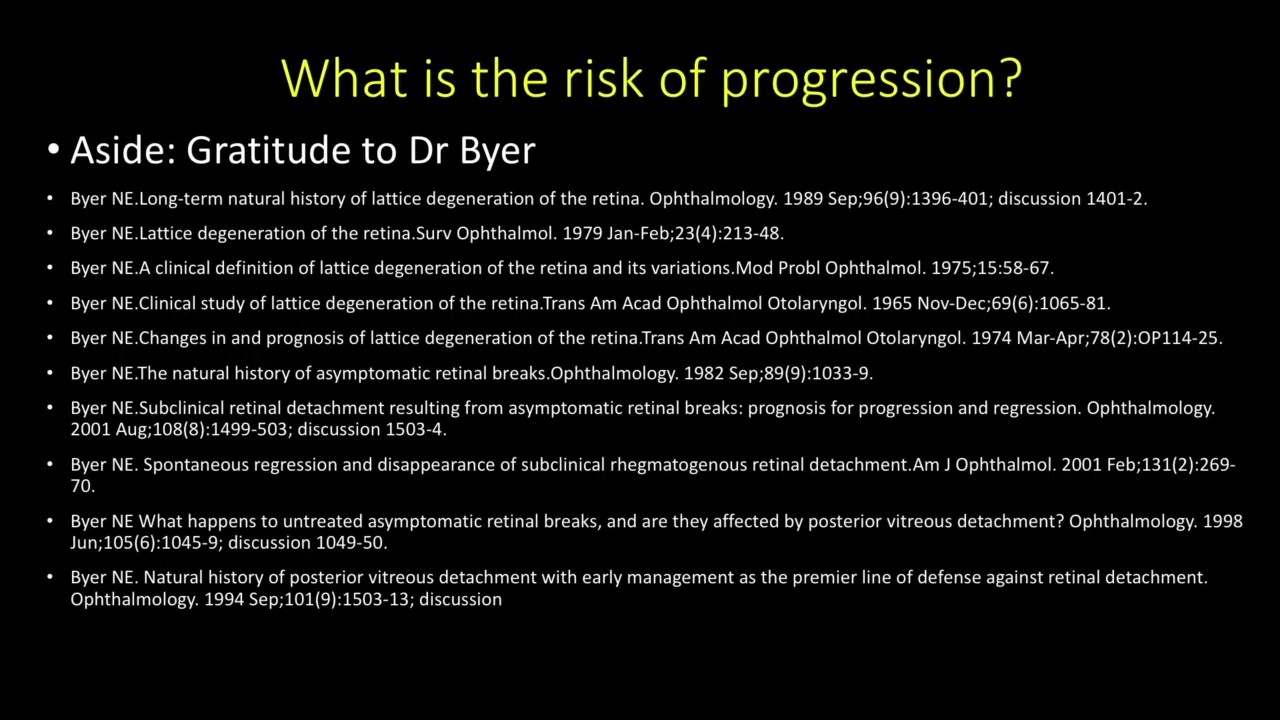 What is the risk of progression?
• Aside: Gratitude to Dr Byer
• Byer NE.Long-term natural history of lattice degeneration of the retina. Ophthalmology. 1989 Sep;96(9):1396-401; discussion 1401-2.
• Byer NE.Lattice degeneration of the retina.Surv Ophthalmol. 1979 Jan-Feb;23(4):213-48.
• Byer NE.A clinical definition of lattice degeneration of the retina and its variations.Mod Probl Ophthalmol. 1975;15:58-67.
• Byer NE.Clinical study of lattice degeneration of the retina.Trans Am Acad Ophthalmol Otolaryngol. 1965 Nov-Dec;69(6):1065-81.
• Byer NE.Changes in and prognosis of lattice degeneration of the retina.Trans Am Acad Ophthalmol Otolaryngol. 1974 Mar-Apr;78(2):OP114-25.
• Byer NE.The natural history of asymptomatic retinal breaks.Ophthalmology. 1982 Sep;89(9):1033-9.
• Byer NE.Subclinical retinal detachment resulting from asymptomatic retinal breaks: prognosis for progression and regression. Ophthalmology.
2001 Aug;108(8):1499-503; discussion 1503-4.
• Byer NE. Spontaneous regression and disappearance of subclinical rhegmatogenous retinal detachment.Am J Ophthalmol. 2001 Feb;131(2):269-
70.
• Byer NE What happens to untreated asymptomatic retinal breaks, and are they affected by posterior vitreous detachment? Ophthalmology. 1998
Jun;105(6):1045-9; discussion 1049-50.
• Byer NE. Natural history of posterior vitreous detachment with early management as the premier line of defense against retinal detachment.
Ophthalmology. 1994 Sep;101(9):1503-13; discussion